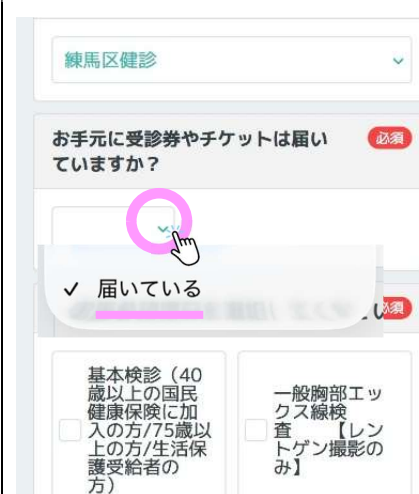 練馬区健診
お手元に受診券やチケットは届い
ていますか？
必須
届いている
い
必須
基本検診（40
歳以上の国民
健康保険に加
入の方/75歳以
上の方/生活保
護受給者の
方）
一般胸部エッ
クス線検
査　【レン
トゲン撮影の
み】